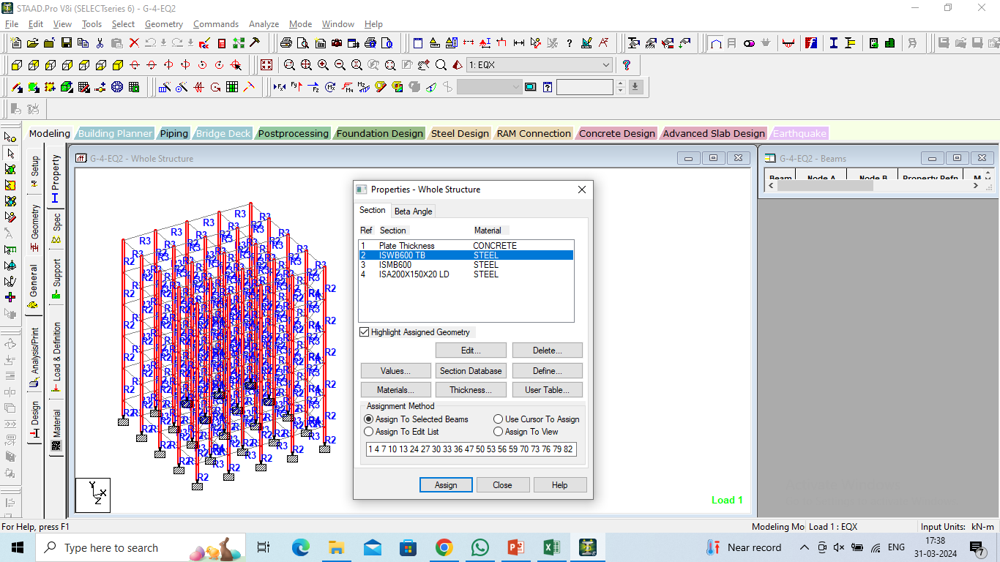 STAAD.Pro V8i (SELECTseries 6) - G-4-EQ2
File Edit View Tools Select Geometry Commands Analyze Mode Window Help
1: EQX
Modeling Building Planner Piping Bridge Deck Postprocessing Foundation Design Steel Design RAM Connection Concrete Design Advanced Slab Design Earthquake
Setup
Geometry
General
Analysis/Print
Design
Property
Spec
Support
Load & Definition
Material
G-4-EQ2 - Whole Structure
Y
X
Z
Load 1
Properties - Whole Structure
Section Beta Angle
Ref Section Material
1 Plate Thickness CONCRETE
2 ISWB600 TB STEEL
3 ISMB600 STEEL
4 ISA200X150X20 LD STEEL
Highlight Assigned Geometry
Edit... Delete...
Values... Section Database Define...
Materials... Thickness... User Table...
Assignment Method
Assign To Selected Beams Use Cursor To Assign
Assign To Edit List Assign To View
1 4 7 10 13 24 27 30 33 36 47 50 53 56 59 70 73 76 79 82
Assign Close Help
G-4-EQ2 - Beams
Beam Node A Node B Property Refn
For Help, press F1 Modeling Mo Load 1 : EQX Input Units: kN-m
Type here to search Near record ENG 17:38
31-03-2024
7